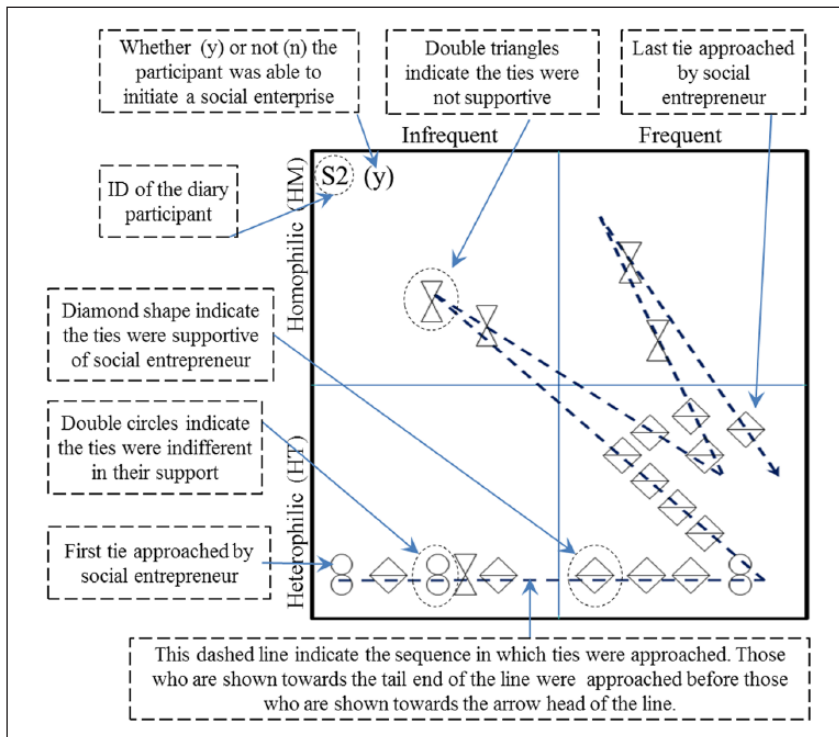 Whether (y) or not (n) the
participant was able to
initiate a social enterprise
Double triangles
indicate the ties were
not supportive
Last tie approached
by social
entrepreneur
Infrequent
Frequent
ID of the diary
participant
S2 (y)
Homophilic (HM)
Diamond shape indicate
the ties were supportive
of social entrepreneur
Double circles indicate
the ties were indifferent
in their support
Heterophilic (HT)
First tie approached by
social entrepreneur
This dashed line indicate the sequence in which ties were approached. Those
who are shown towards the tail end of the line were approached before those
who are shown towards the arrow head of the line.